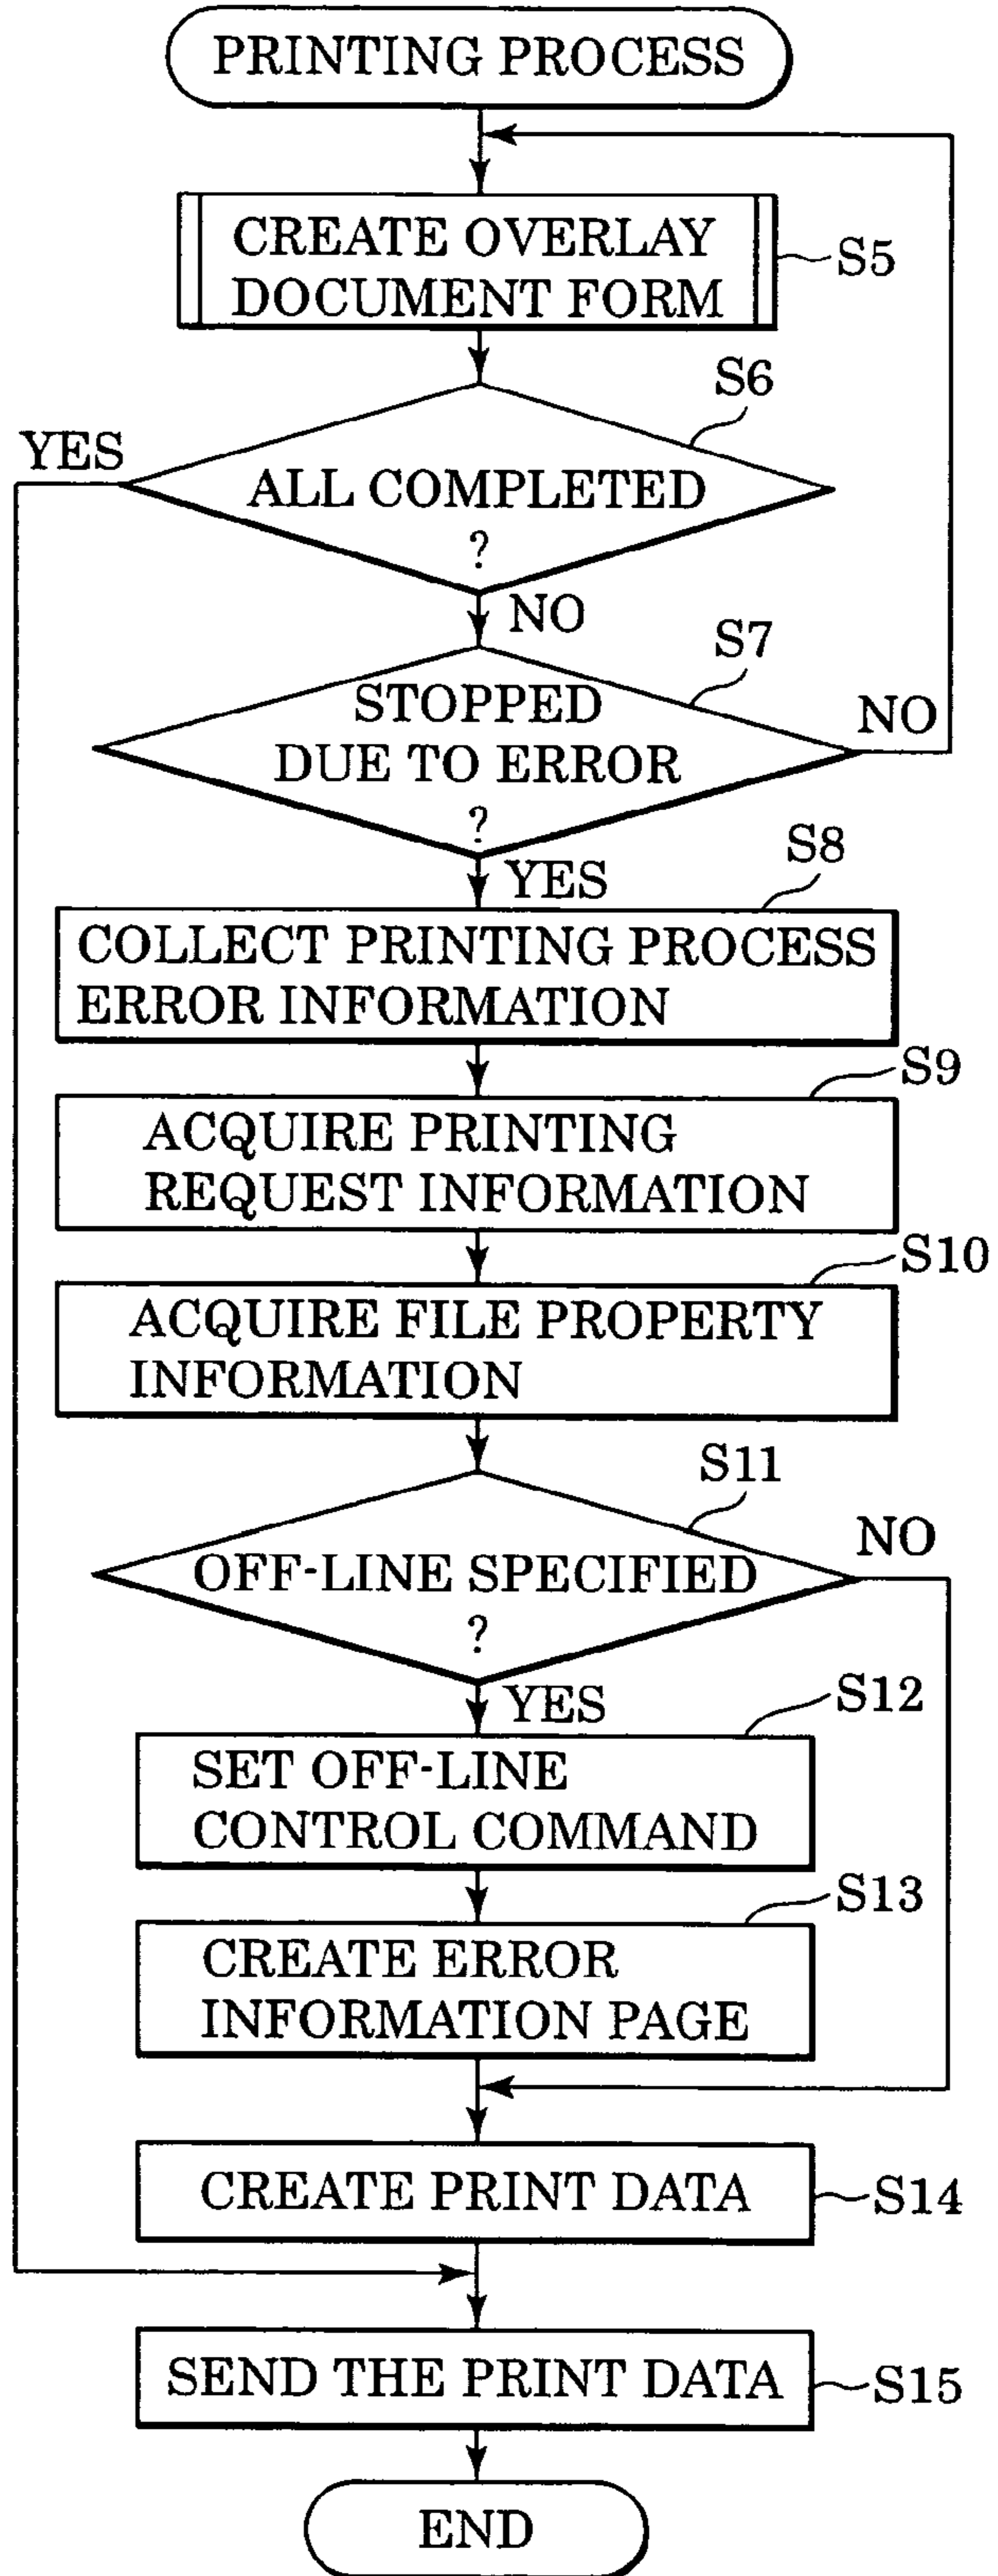 PRINTING PROCESS
CREATE OVERLAY
DOCUMENT FORM
S5
S6
YES
ALL COMPLETED
?
NO
S7
STOPPED
DUE TO ERROR
?
NO
YES
S8
COLLECT PRINTING PROCESS
ERROR INFORMATION
S9
ACQUIRE PRINTING
REQUEST INFORMATION
S10
ACQUIRE FILE PROPERTY
INFORMATION
S11
NO
OFF-LINE SPECIFIED
?
YES
S12
SET OFF-LINE
CONTROL COMMAND
S13
CREATE ERROR
INFORMATION PAGE
CREATE PRINT DATA
S14
SEND THE PRINT DATA
S15
END